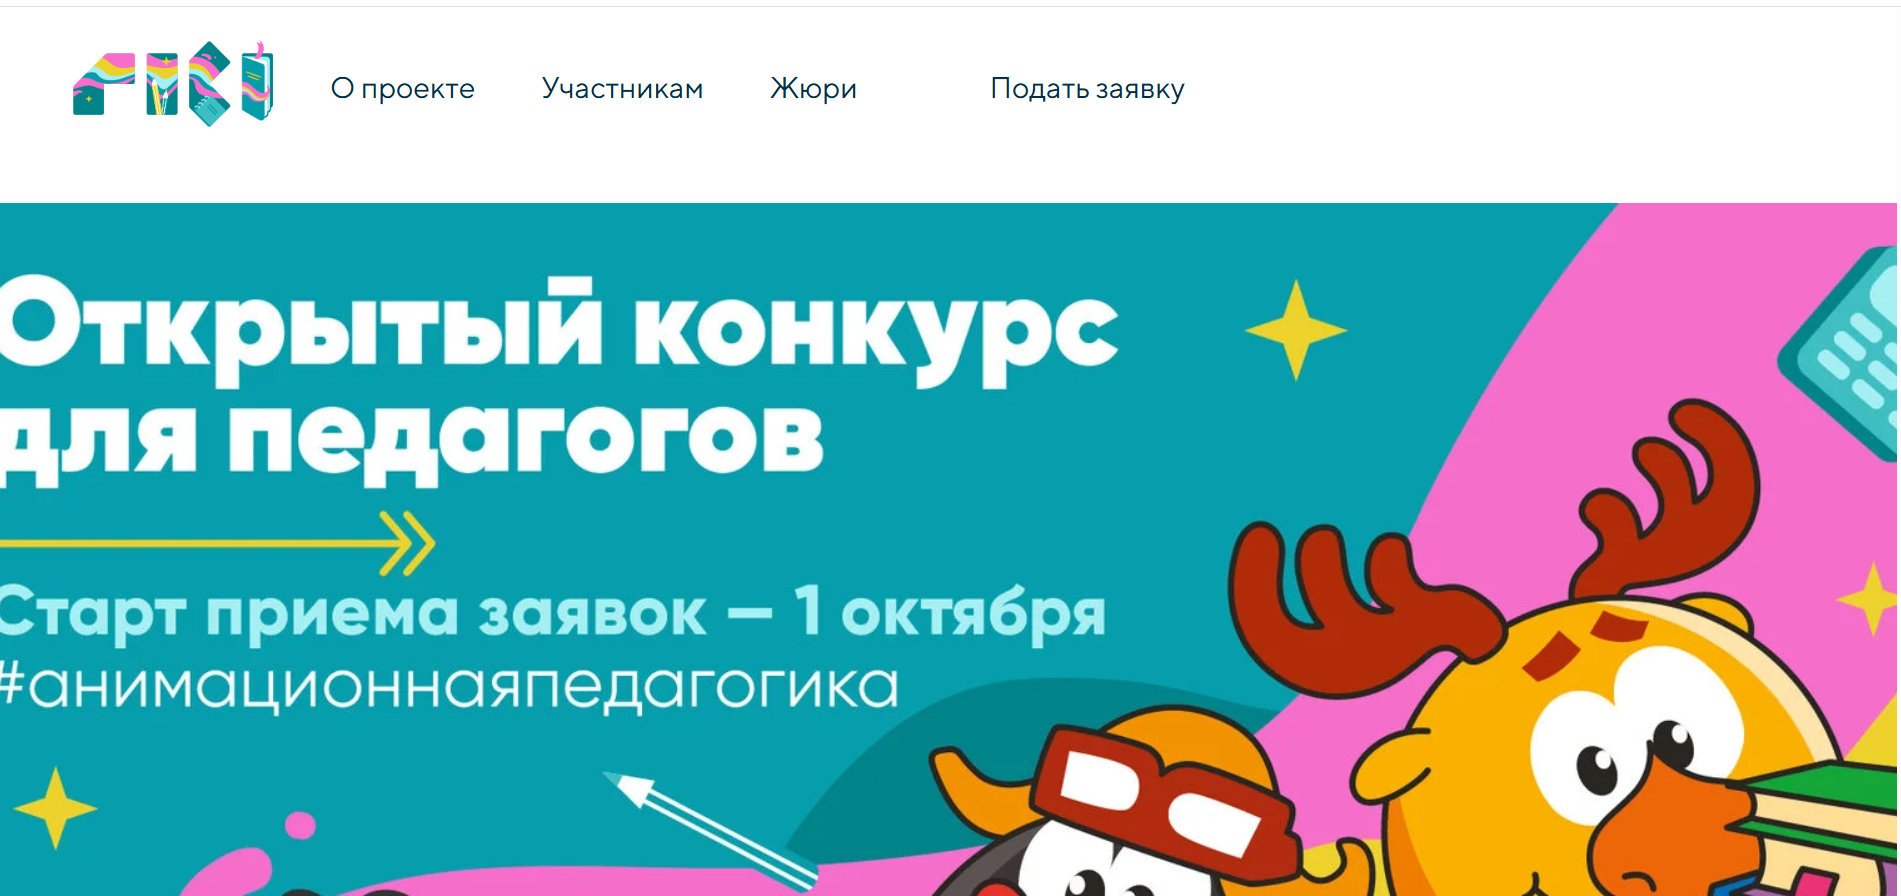 О проекте
Участникам
Жюри
Подать заявку
Открытый конкурс
для педагогов
Старт приема заявок — 1 октября
#анимационнаяпедагогика